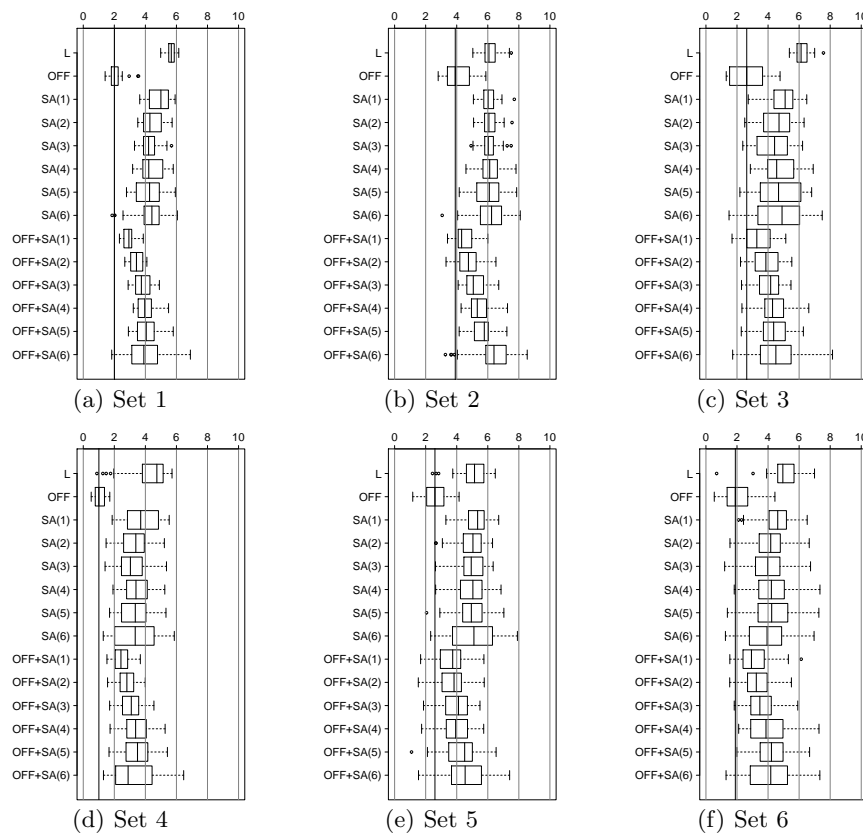 0 2 4 6 8 10
L
OFF
SA(1)
SA(2)
SA(3)
SA(4)
SA(5)
SA(6)
OFF+SA(1)
OFF+SA(2)
OFF+SA(3)
OFF+SA(4)
OFF+SA(5)
OFF+SA(6)
(a) Set 1
0 2 4 6 8 10
L
OFF
SA(1)
SA(2)
SA(3)
SA(4)
SA(5)
SA(6)
OFF+SA(1)
OFF+SA(2)
OFF+SA(3)
OFF+SA(4)
OFF+SA(5)
OFF+SA(6)
(b) Set 2
0 2 4 6 8 10
L
OFF
SA(1)
SA(2)
SA(3)
SA(4)
SA(5)
SA(6)
OFF+SA(1)
OFF+SA(2)
OFF+SA(3)
OFF+SA(4)
OFF+SA(5)
OFF+SA(6)
(c) Set 3
0 2 4 6 8 10
L
OFF
SA(1)
SA(2)
SA(3)
SA(4)
SA(5)
SA(6)
OFF+SA(1)
OFF+SA(2)
OFF+SA(3)
OFF+SA(4)
OFF+SA(5)
OFF+SA(6)
(d) Set 4
0 2 4 6 8 10
L
OFF
SA(1)
SA(2)
SA(3)
SA(4)
SA(5)
SA(6)
OFF+SA(1)
OFF+SA(2)
OFF+SA(3)
OFF+SA(4)
OFF+SA(5)
OFF+SA(6)
(e) Set 5
0 2 4 6 8 10
L
OFF
SA(1)
SA(2)
SA(3)
SA(4)
SA(5)
SA(6)
OFF+SA(1)
OFF+SA(2)
OFF+SA(3)
OFF+SA(4)
OFF+SA(5)
OFF+SA(6)
(f) Set 6